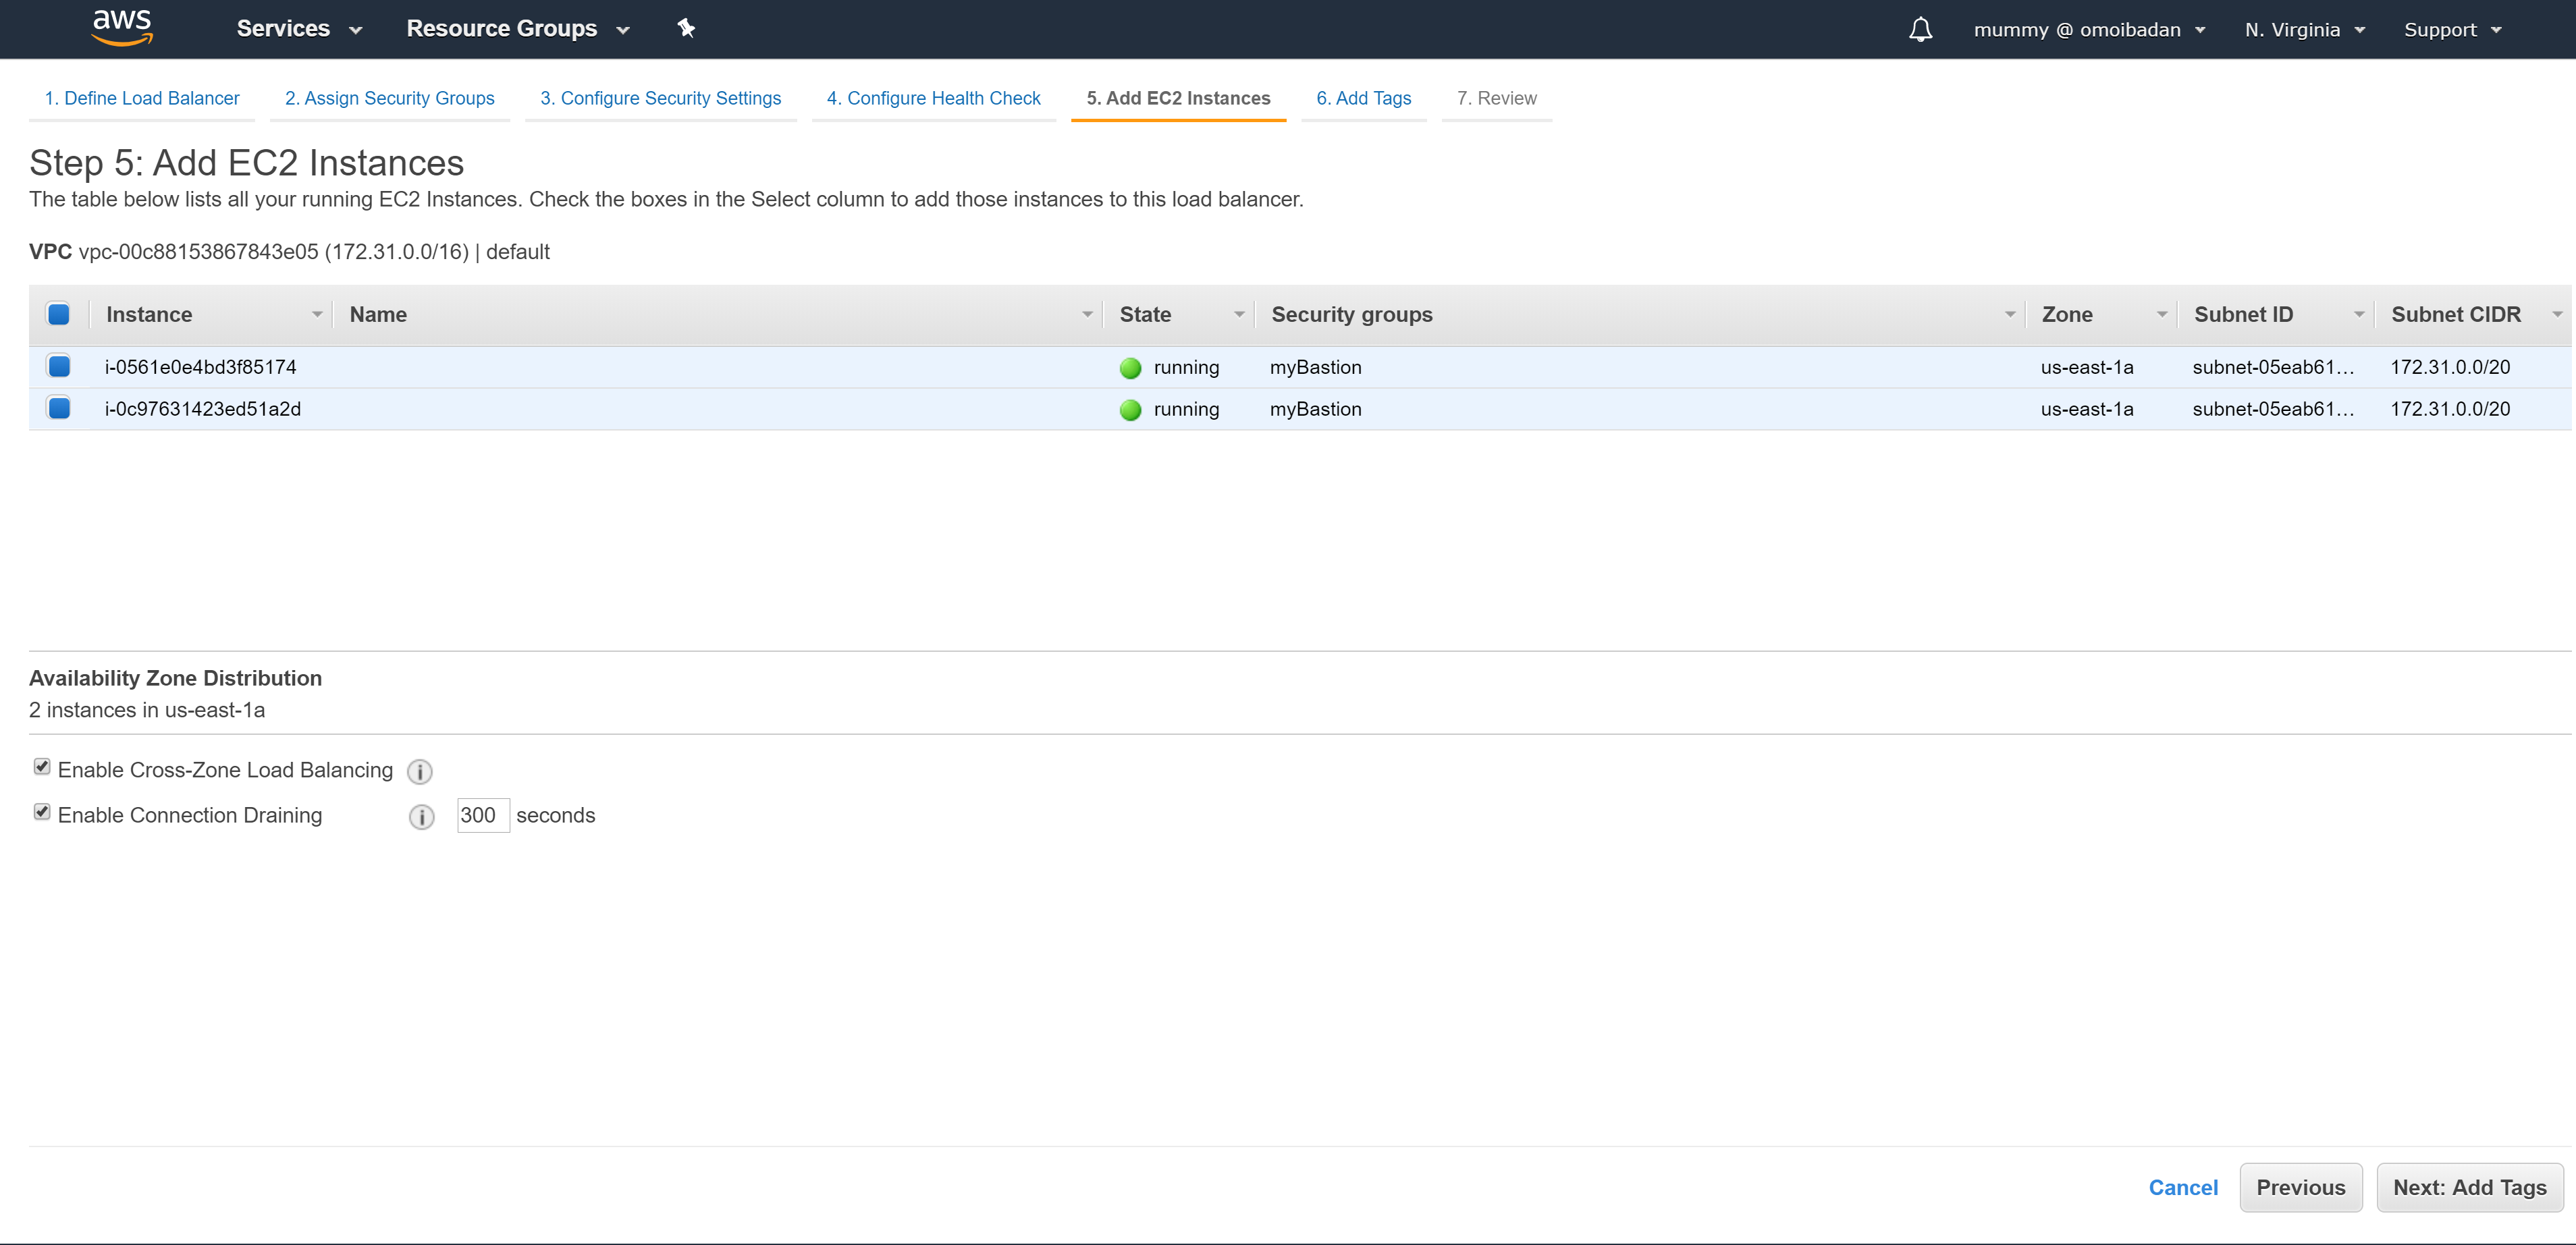 aws Services Resource Groups mummy @ omoibadan N. Virginia Support
1. Define Load Balancer 2. Assign Security Groups 3. Configure Security Settings 4. Configure Health Check 5. Add EC2 Instances 6. Add Tags 7. Review
Step 5: Add EC2 Instances
The table below lists all your running EC2 Instances. Check the boxes in the Select column to add those instances to this load balancer.
VPC vpc-00c88153867843e05 (172.31.0.0/16) | default
Instance Name State Security groups Zone Subnet ID Subnet CIDR
i-0561e0e4bd3f85174 running myBastion us-east-1a subnet-05eab61... 172.31.0.0/20
i-0c97631423ed51a2d running myBastion us-east-1a subnet-05eab61... 172.31.0.0/20
Availability Zone Distribution
2 instances in us-east-1a
Enable Cross-Zone Load Balancing i
Enable Connection Draining i 300 seconds
Cancel Previous Next: Add Tags